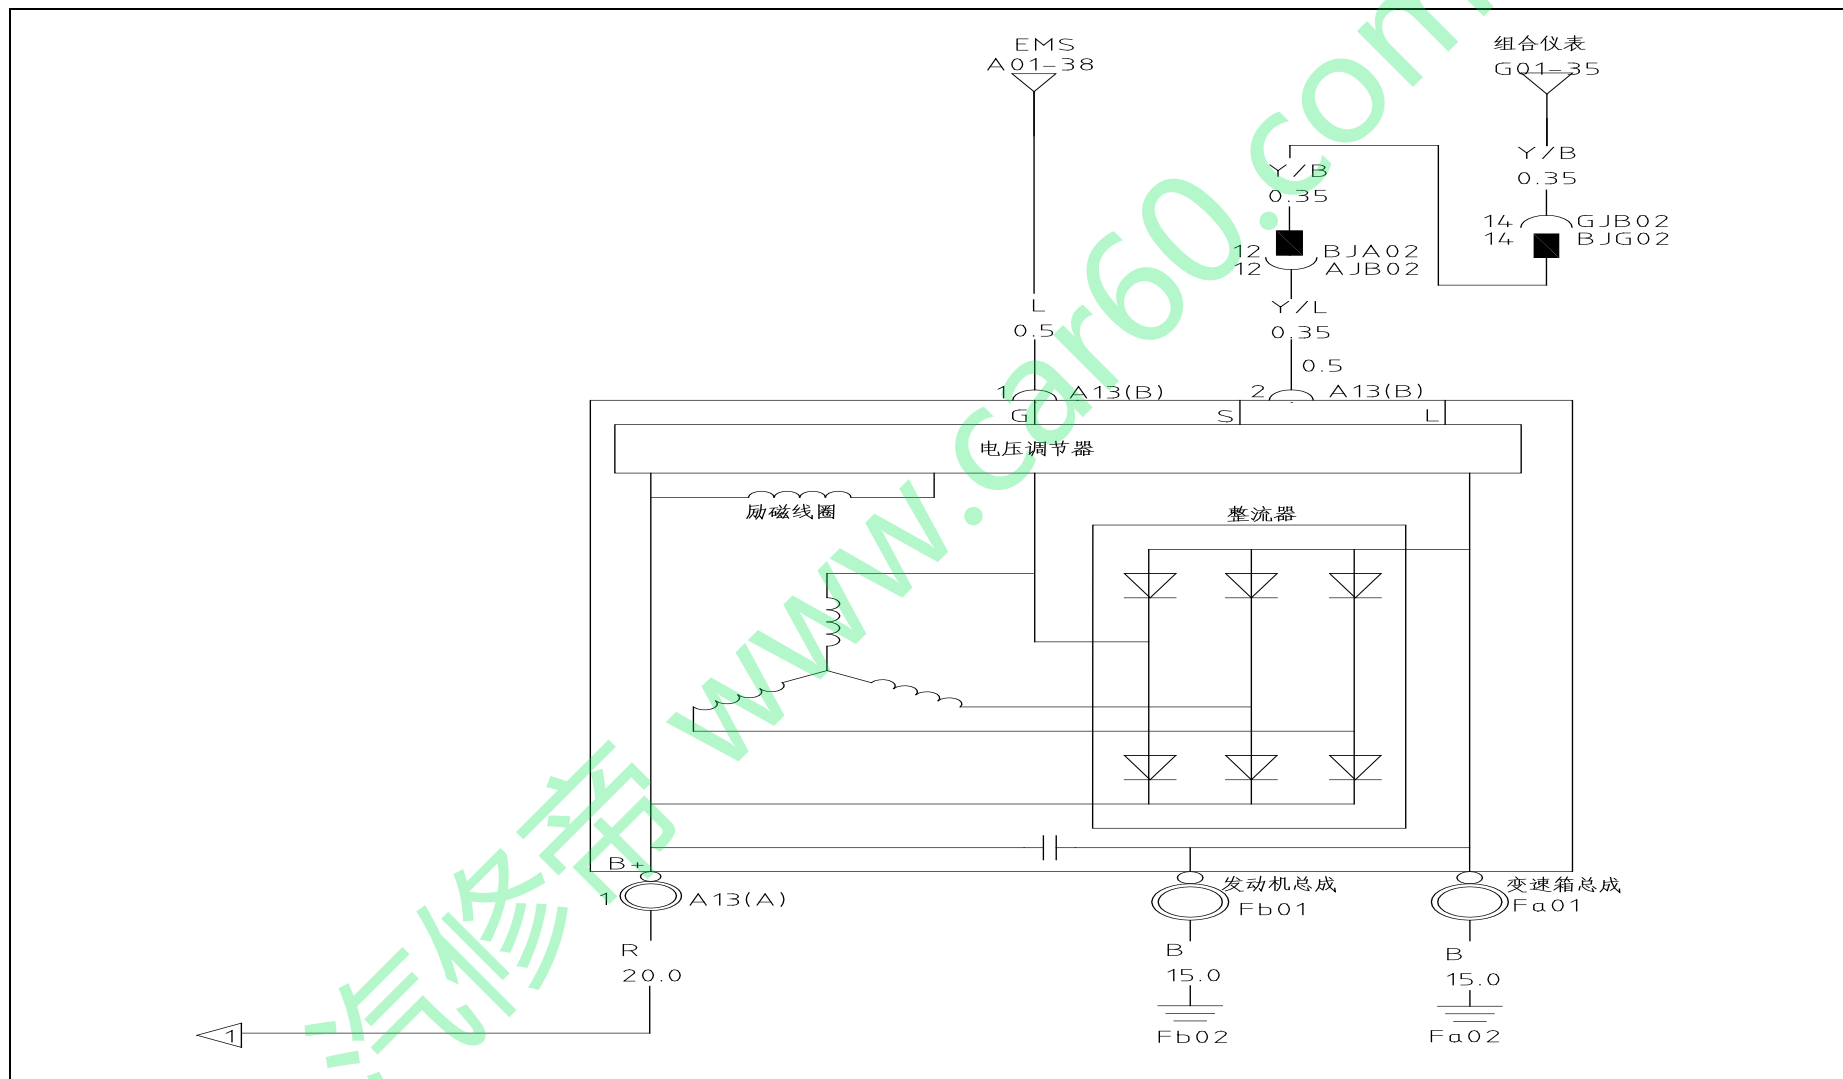 EMS
A01-38
组合仪表
G01-35
Y/B
0.35
Y/B
0.35
14 GJB02
14 BJG02
12 BJA02
12 AJB02
L
0.5
Y/L
0.35
0.5
1 A13(B)
2 A13(B)
G
S
L
电压调节器
励磁线圈
整流器
B+
1 A13(A)
发动机总成
Fb01
变速箱总成
Fa01
R
20.0
B
15.0
B
15.0
1
Fb02
Fa02
汽修帝 www.car60.com